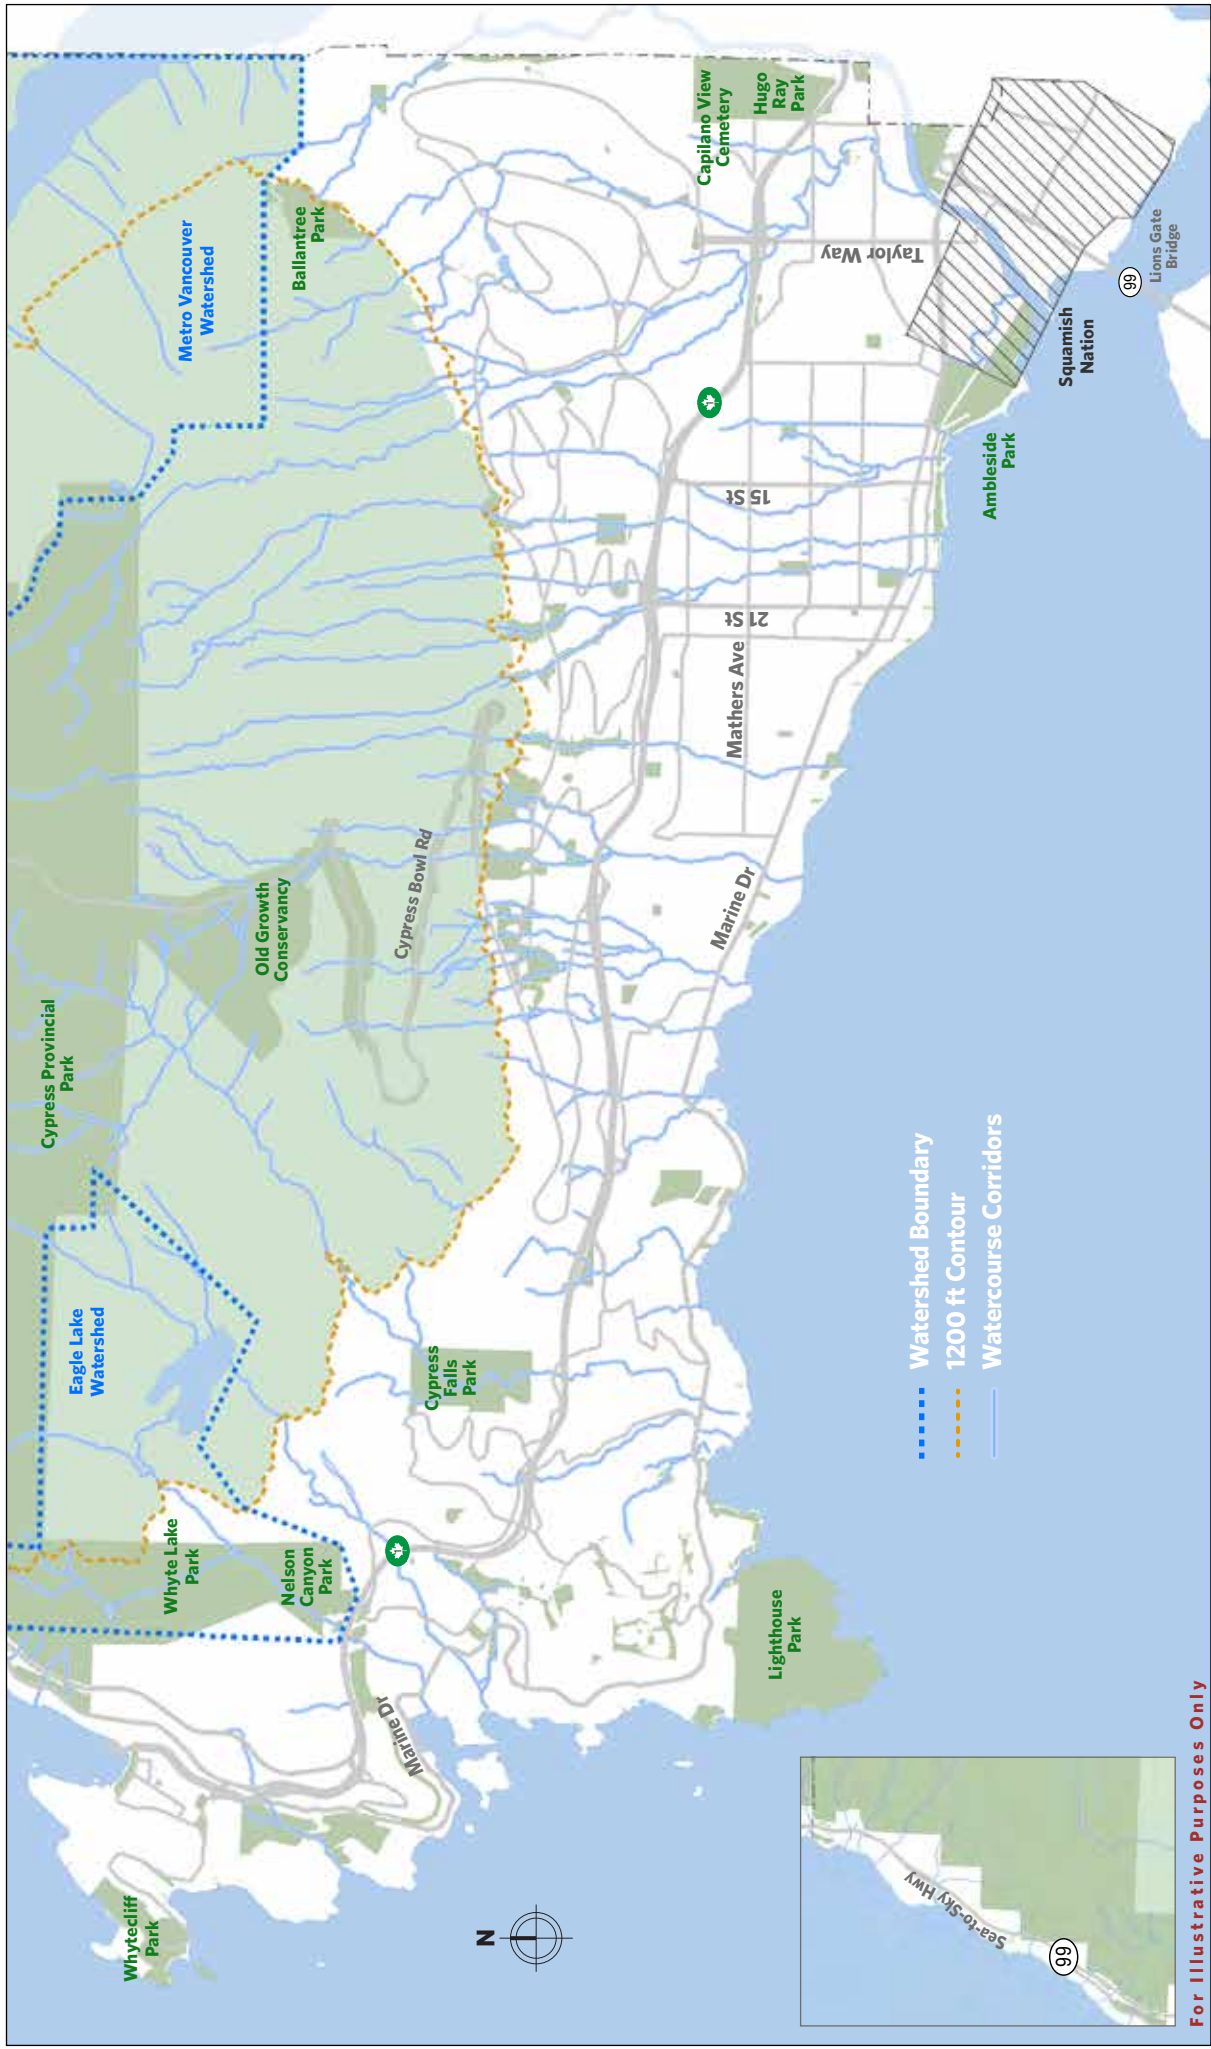 Cypress Provincial
Park
Eagle Lake
Watershed
Metro Vancouver
Watershed
Whyte Lake
Park
Nelson
Canyon
Park
Old Growth
Conservancy
Ballantree
Park
Cypress Bowl Rd
Whytecliff
Park
Marine Dr
Cypress
Falls
Park
1
1
Capilano View
Cemetery
Hugo
Ray
Park
Taylor Way
15 St
21 St
Mathers Ave
Marine Dr
Lighthouse
Park
Ambleside
Park
Squamish
Nation
99
Lions Gate
Bridge
N
Watershed Boundary
1200 ft Contour
Watercourse Corridors
Sea-to-Sky Hwy
99
For Illustrative Purposes Only